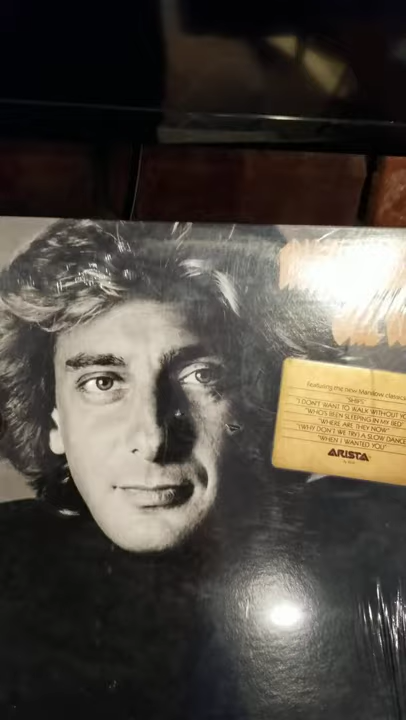 Featuring the new Manilow classics
"SHIPS"
"I DON'T WANT TO WALK WITHOUT YO
"WHO'S BEEN SLEEPING IN MY BED"
"WHERE ARE THEY NOW"
"(WHY DON'T WE TRY) A SLOW DANCE
"WHEN I WANTED YOU"
ARISTA